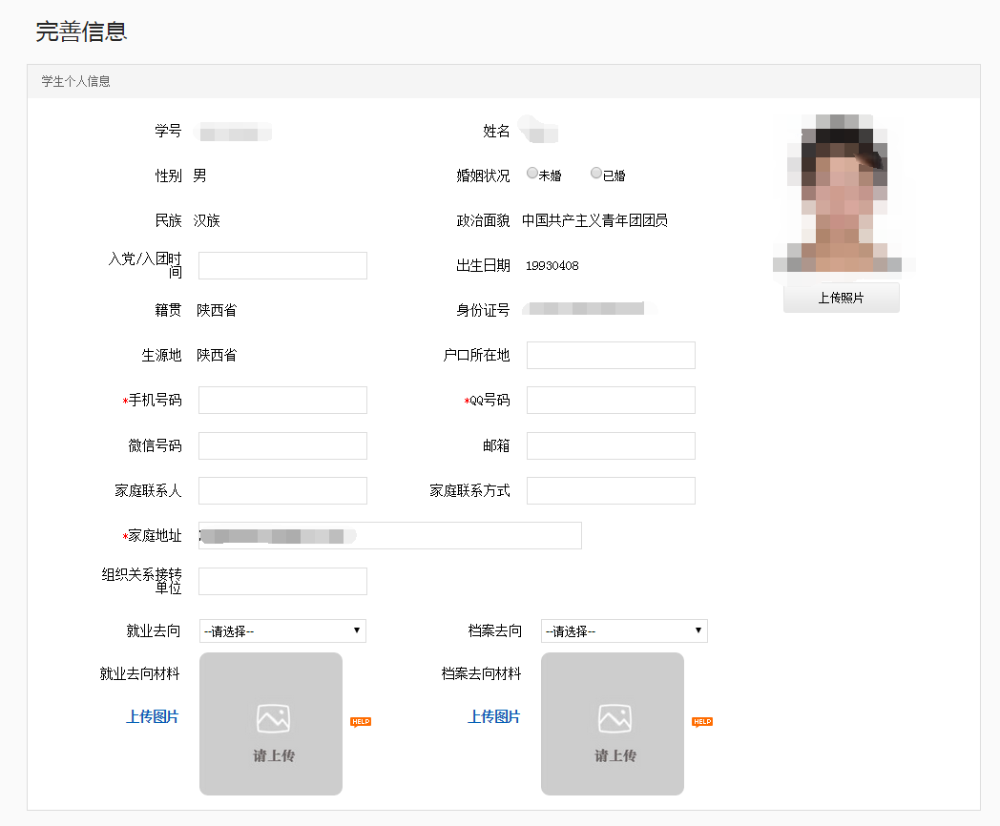 完善信息
学生个人信息
学号 姓名
性别 男 婚姻状况 未婚 已婚
民族 汉族 政治面貌 中国共产主义青年团团员
入党/入团时
间
出生日期 19930408
上传照片
籍贯 陕西省 身份证号
生源地 陕西省 户口所在地
*手机号码 *QQ号码
微信号码 邮箱
家庭联系人 家庭联系方式
*家庭地址
组织关系接转
单位
就业去向 --请选择-- 档案去向 --请选择--
就业去向材料 档案去向材料
上传图片 HELP 上传图片 HELP
请上传 请上传